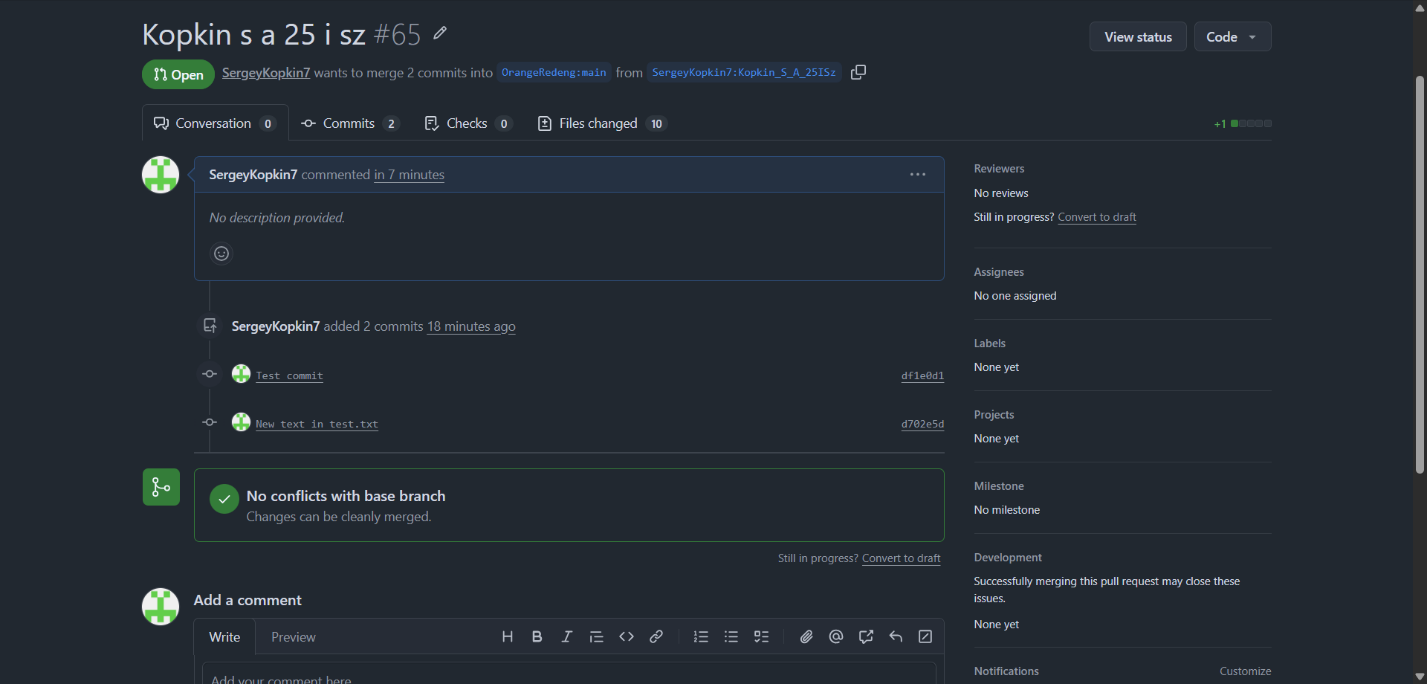 Kopkin s a 25 i sz #65
View status
Code
Open
SergeyKopkin7 wants to merge 2 commits into OrangeRedeng:main from SergeyKopkin7:Kopkin_S_A_25ISz
Conversation 0
Commits 2
Checks 0
Files changed 10
+1
SergeyKopkin7 commented in 7 minutes
No description provided.
SergeyKopkin7 added 2 commits 18 minutes ago
Test commit
df1e0d1
New text in test.txt
d702e5d
No conflicts with base branch
Changes can be cleanly merged.
Still in progress? Convert to draft
Add a comment
Write
Preview
Add your comment here
Reviewers
No reviews
Still in progress? Convert to draft
Assignees
No one assigned
Labels
None yet
Projects
None yet
Milestone
No milestone
Development
Successfully merging this pull request may close these
issues.
None yet
Notifications
Customize